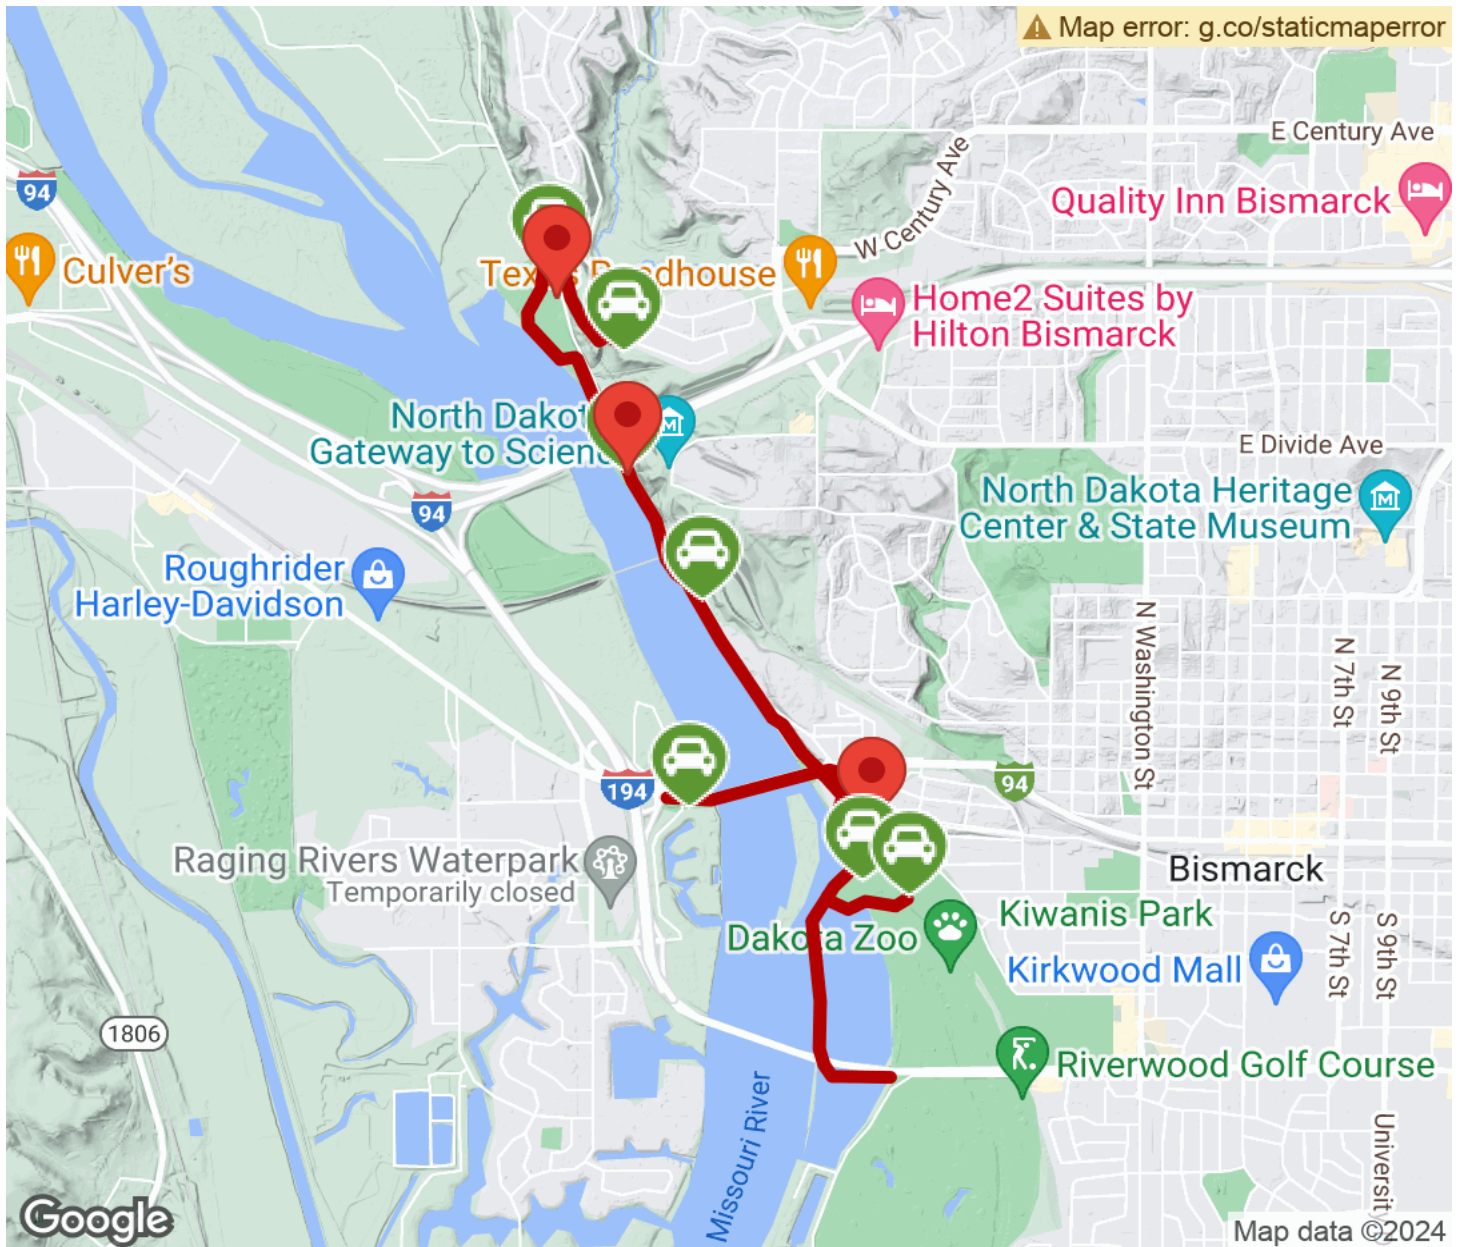 Map error: g.co/staticmaperror
E Century Ave
94
Quality Inn Bismarck
W Century Ave
Culver's
Home2 Suites by
Hilton Bismarck
North
Gateway to
E Divide Ave
94
North Dakota Heritage
Center & State Museum
Roughrider
Harley-Davidson
N Washington St
N 7th St
N 9th St
194
94
Raging Rivers Waterpark
Temporarily closed
Bismarck
Kiwanis Park
Zoo
Kirkwood Mall
S 7th St
S 9th St
1806
Riverwood Golf Course
Missouri River
Google
Map data ©2024